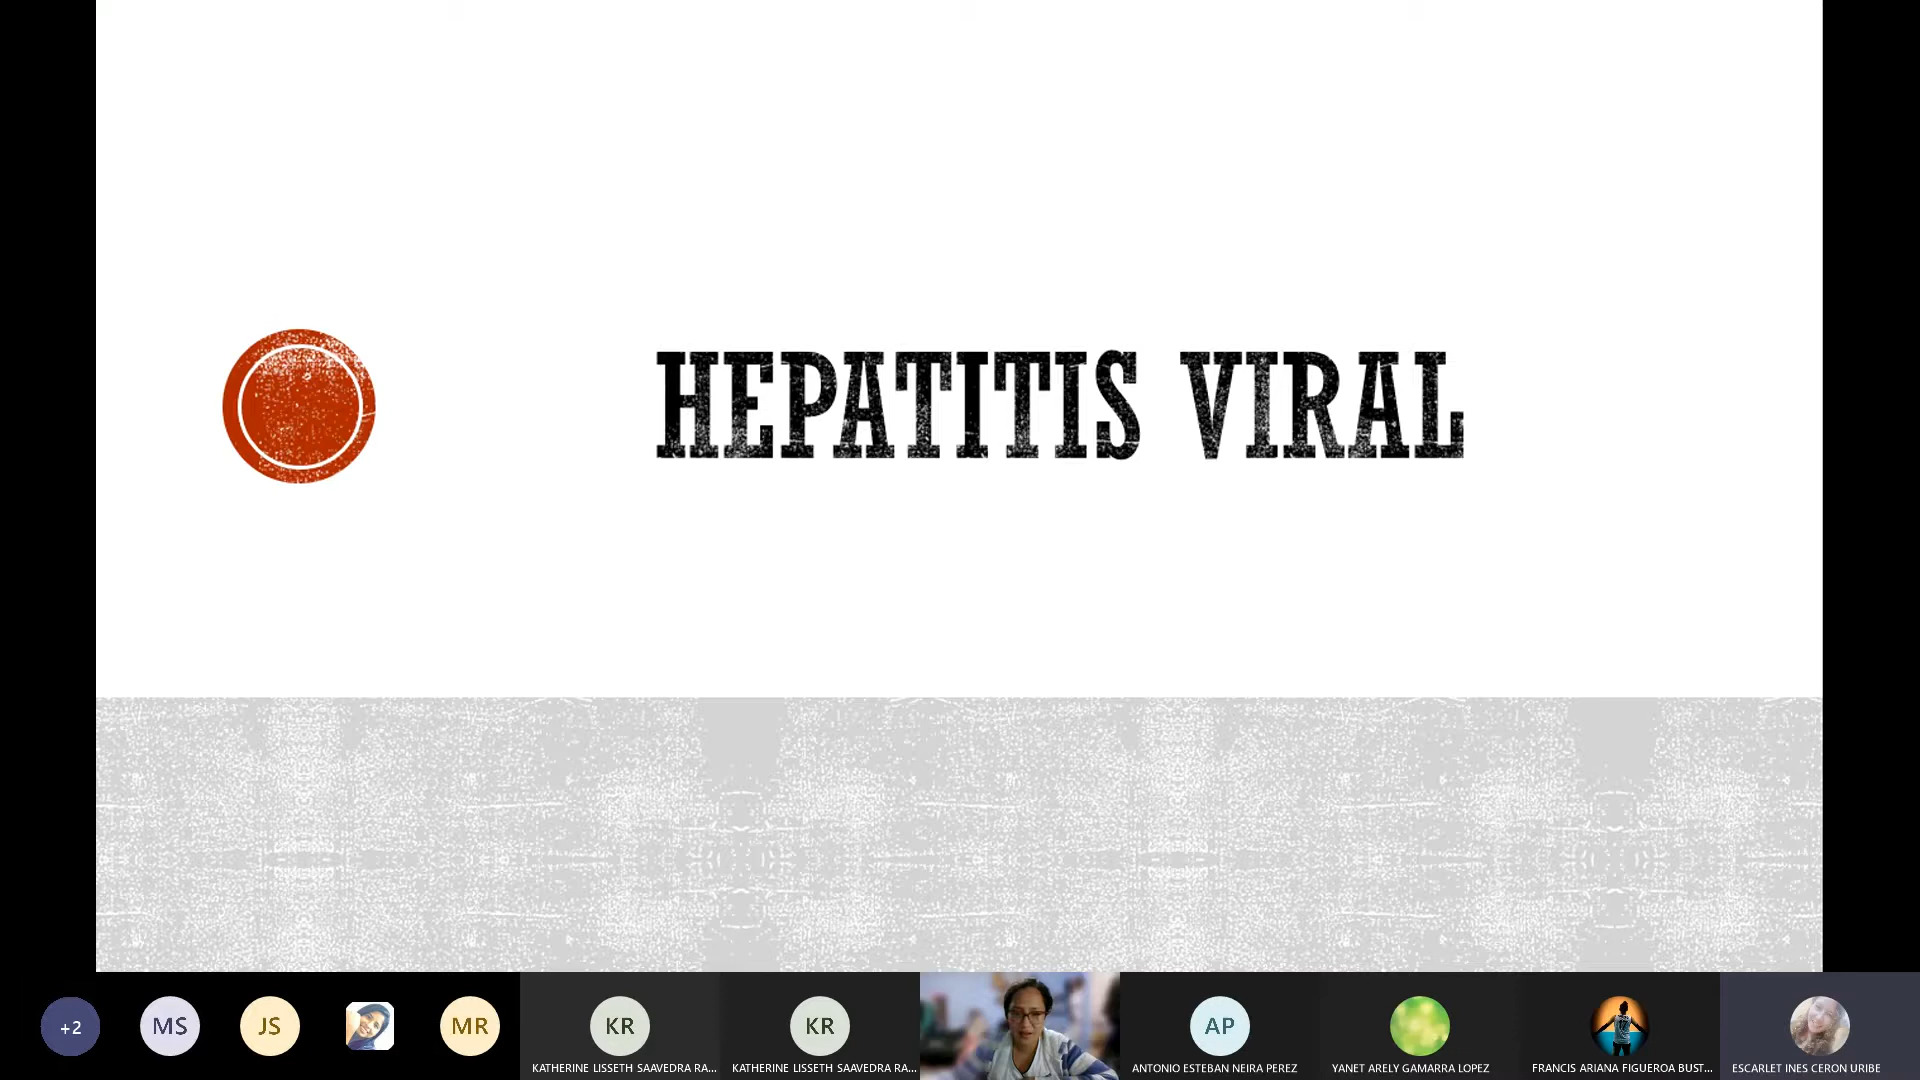 HEPATITIS VIRAL
+2
MS
JS
MR
KR
KATHERINE LISSETH SAAVEDRA RA...
KR
KATHERINE LISSETH SAAVEDRA RA...
AP
ANTONIO ESTEBAN NEIRA PEREZ
YANET ARELY GAMARRA LOPEZ
FRANCIS ARIANA FIGUEROA BUST...
ESCARLET INES CERON URIBE